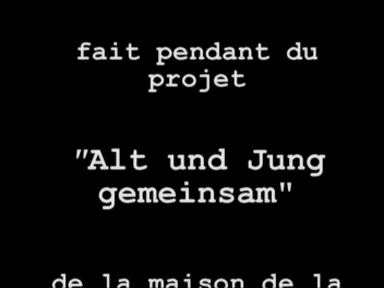 fait pendant du
projet
"Alt und Jung
gemeinsam"
de la maison de la